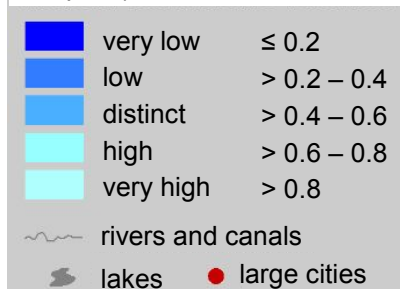 very low ≤ 0.2
low > 0.2 – 0.4
distinct > 0.4 – 0.6
high > 0.6 – 0.8
very high > 0.8
rivers and canals
lakes large cities